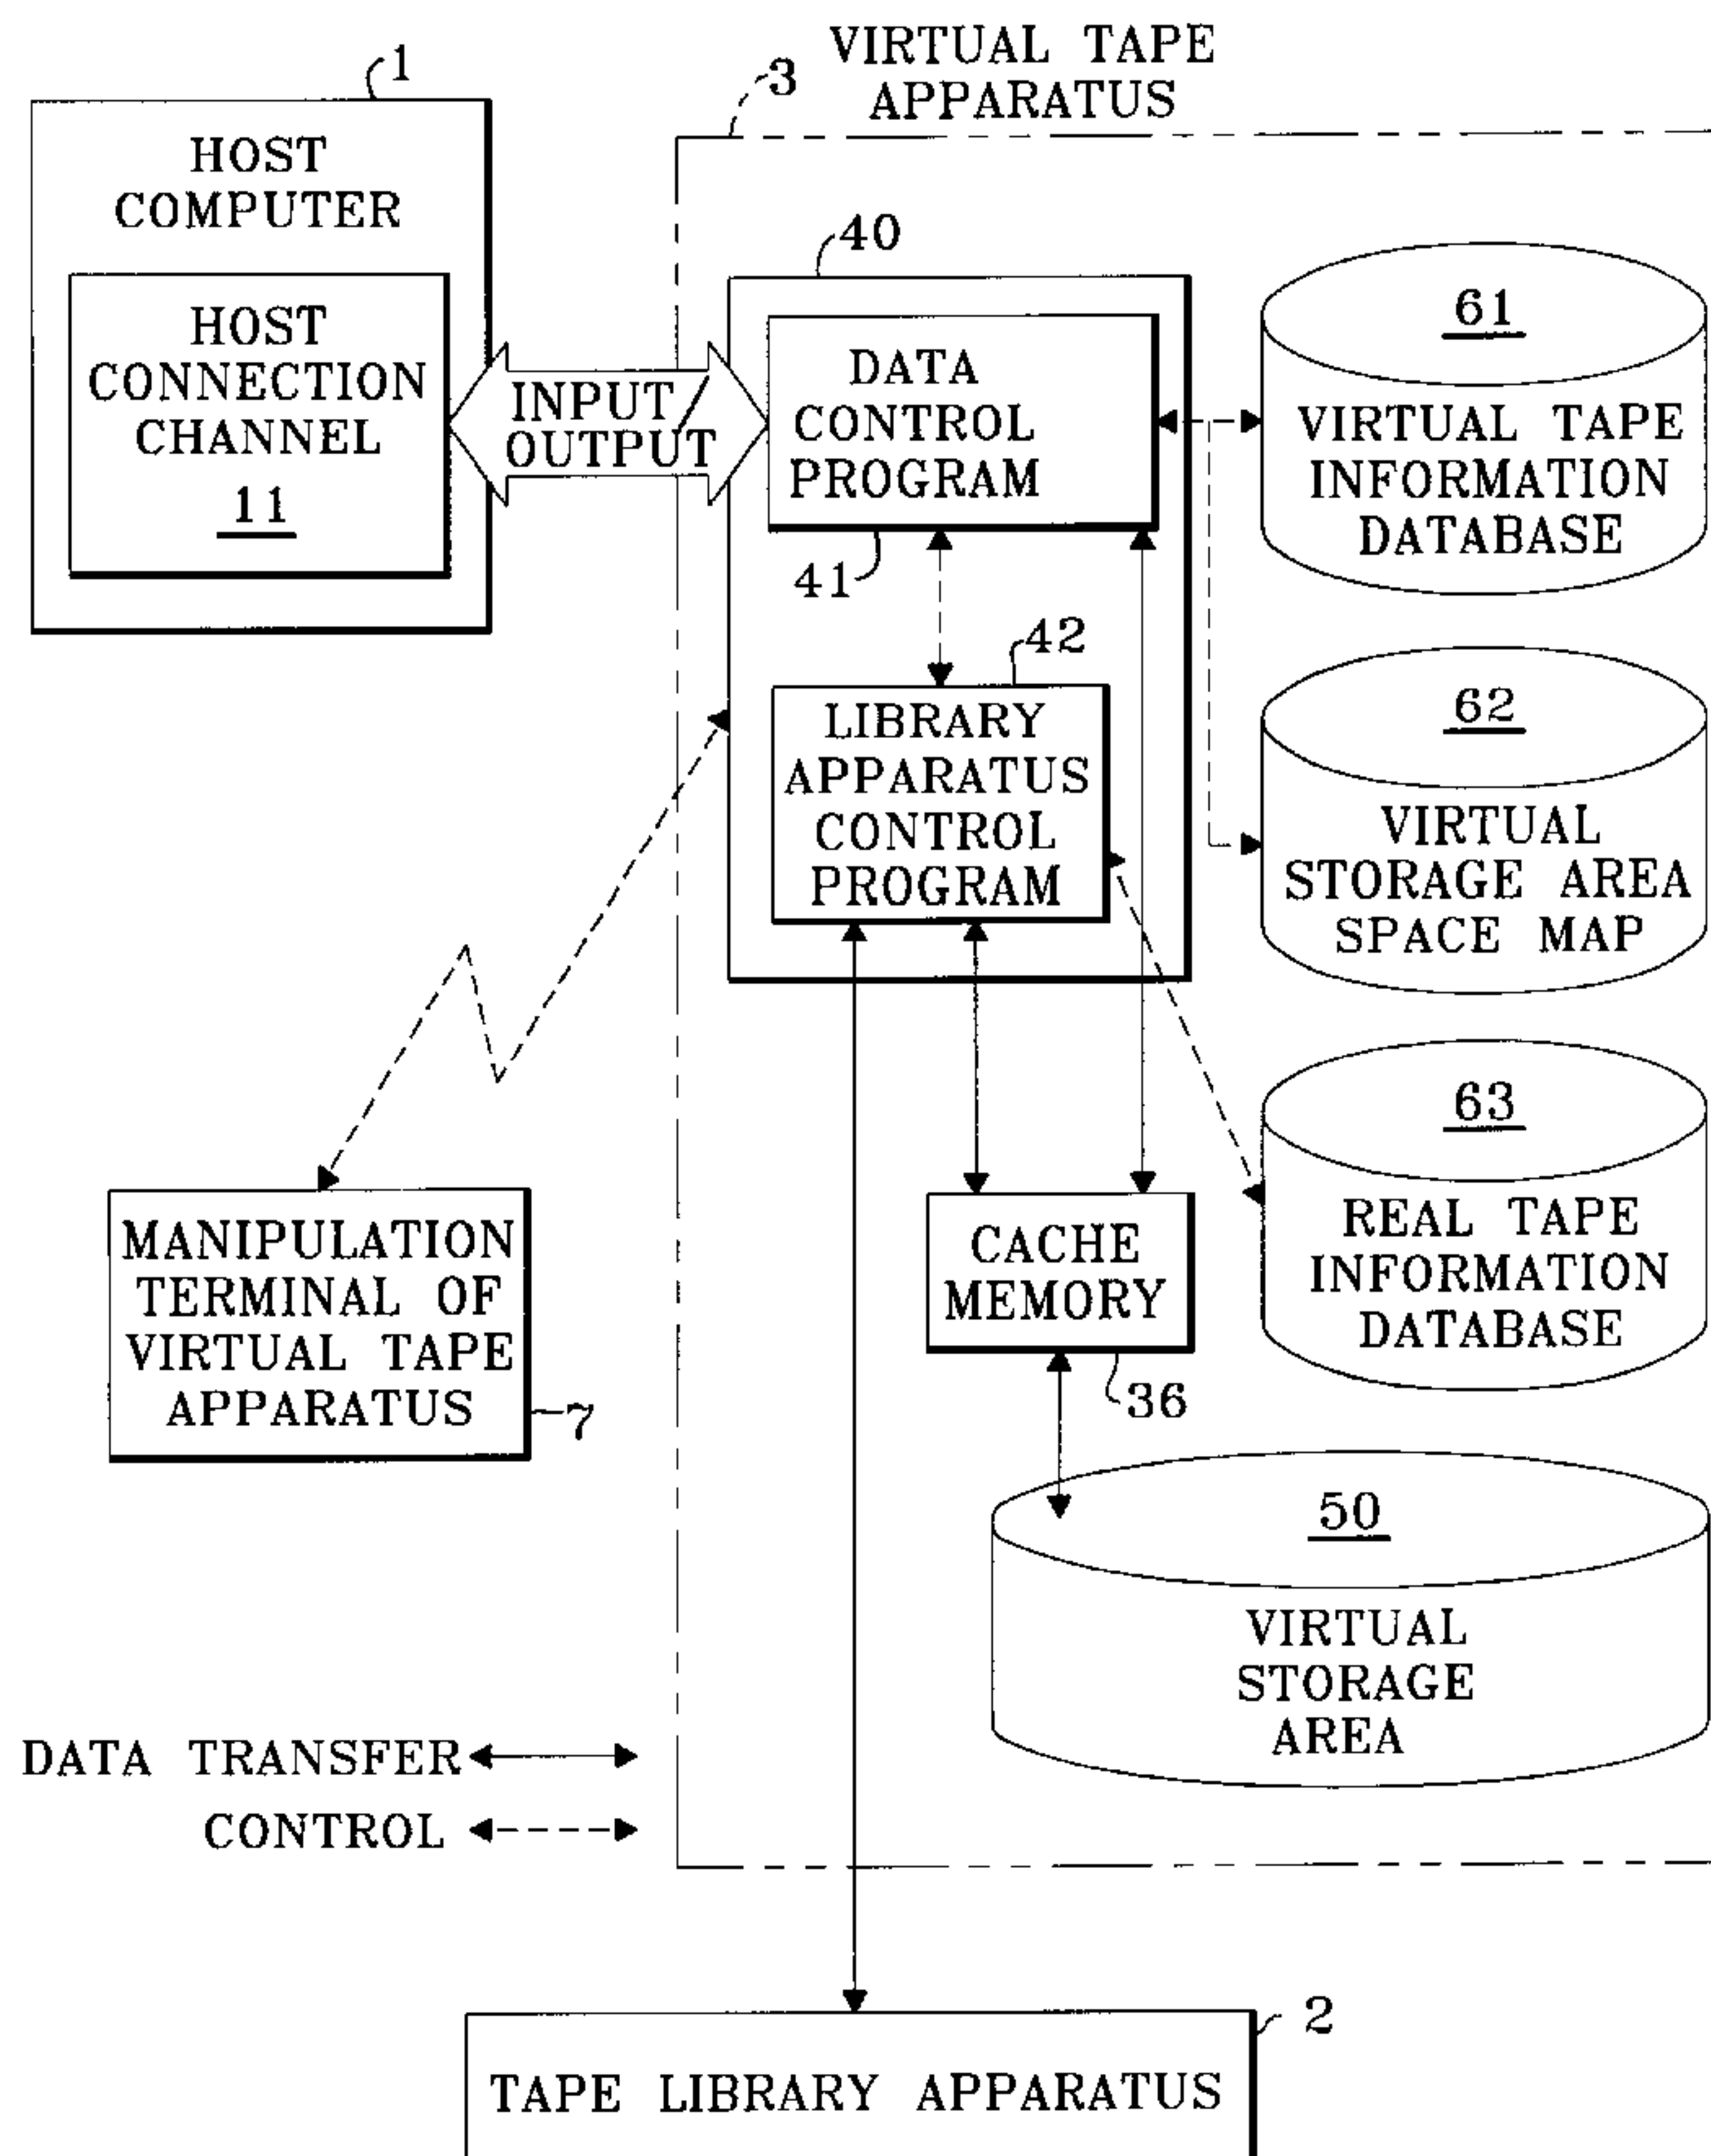 VIRTUAL TAPE
APPARATUS
3
1
HOST
COMPUTER
HOST
CONNECTION
CHANNEL
11
INPUT/
OUTPUT
40
DATA
CONTROL
PROGRAM
41
42
LIBRARY
APPARATUS
CONTROL
PROGRAM
61
VIRTUAL TAPE
INFORMATION
DATABASE
62
VIRTUAL
STORAGE AREA
SPACE MAP
63
REAL TAPE
INFORMATION
DATABASE
MANIPULATION
TERMINAL OF
VIRTUAL TAPE
APPARATUS
7
CACHE
MEMORY
36
50
VIRTUAL
STORAGE
AREA
DATA TRANSFER
CONTROL
2
TAPE LIBRARY APPARATUS